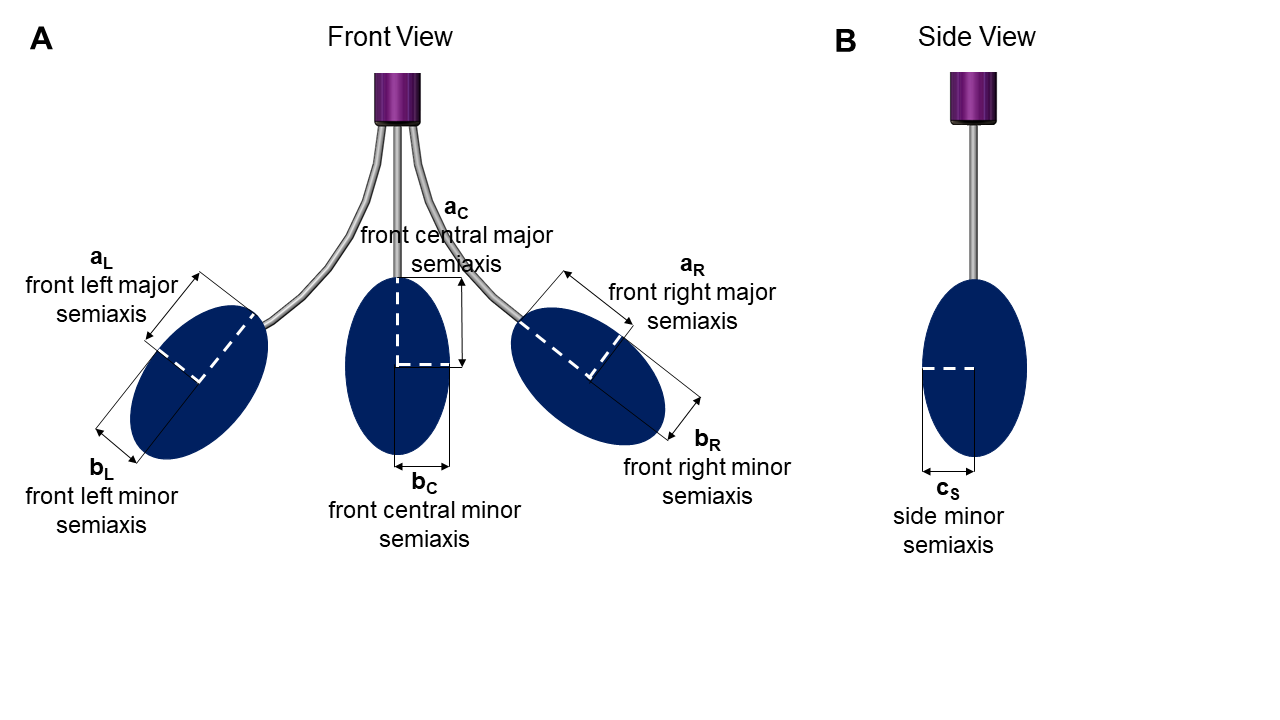 A
Front View
B
Side View
aC
front central major
semiaxis
aL
front left major
semiaxis
aR
front right major
semiaxis
bL
front left minor
semiaxis
bC
front central minor
semiaxis
bR
front right minor
semiaxis
cS
side minor
semiaxis